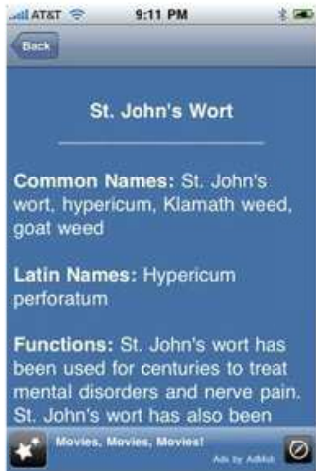 AT&T 9:11 PM
Back
St. John's Wort
Common Names: St. John's
wort, hypericum, Klamath weed,
goat weed
Latin Names: Hypericum
perforatum
Functions: St. John's wort has
been used for centuries to treat
mental disorders and nerve pain.
St. John's wort has also been
Movies, Movies, Movies!
Ads by AdMob